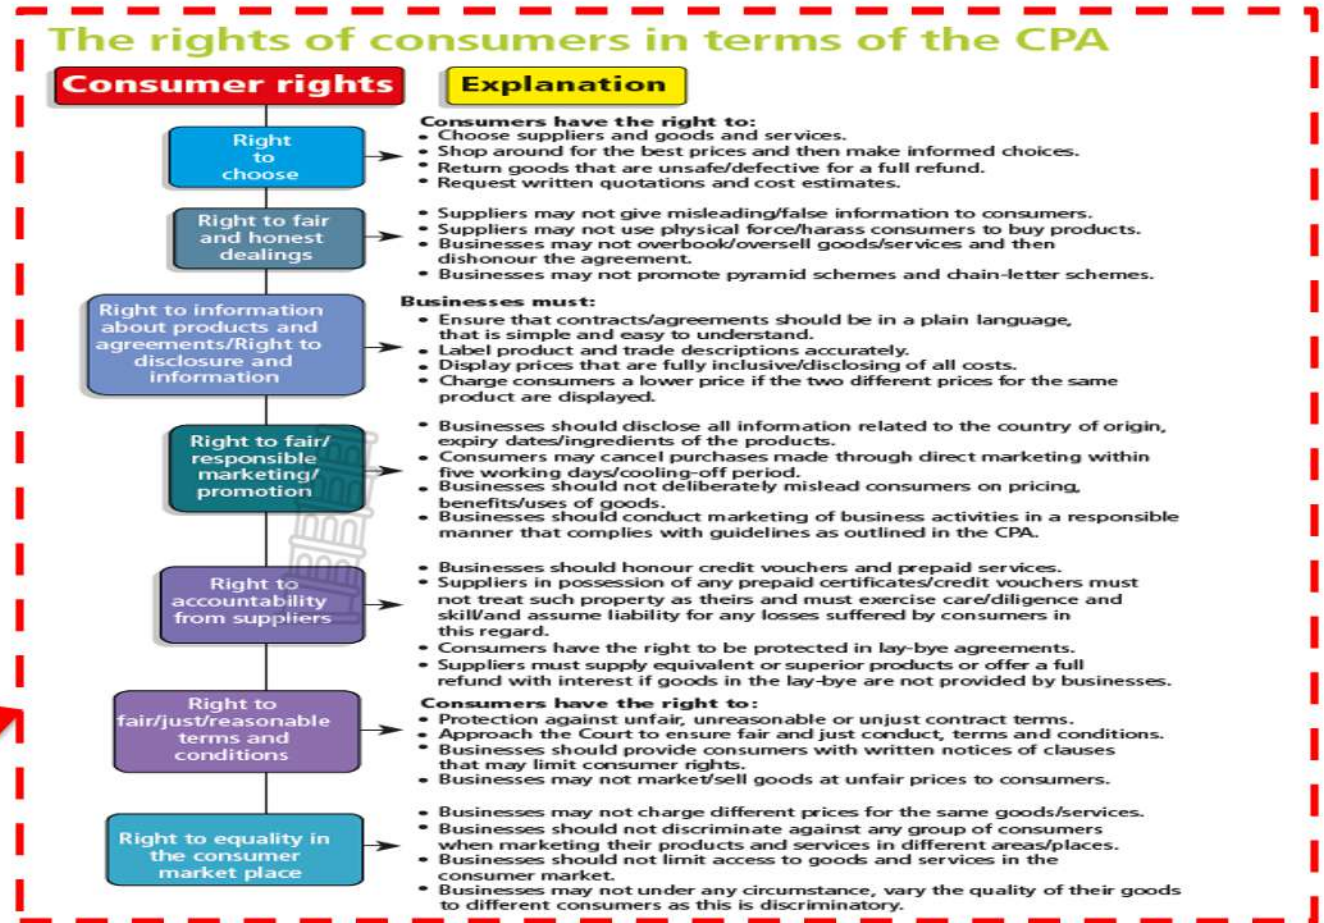 The rights of consumers in terms of the CPA
Consumer rights
Explanation
Right
to
choose
Consumers have the right to:
• Choose suppliers and goods and services.
• Shop around for the best prices and then make informed choices.
• Return goods that are unsafe/defective for a full refund.
• Request written quotations and cost estimates.
Right to fair
and honest
dealings
• Suppliers may not give misleading/false information to consumers.
• Suppliers may not use physical force/harass consumers to buy products.
• Businesses may not overbook/oversell goods/services and then
dishonour the agreement.
• Businesses may not promote pyramid schemes and chain-letter schemes.
Right to information
about products and
agreements/Right to
disclosure and
information
Businesses must:
• Ensure that contracts/agreements should be in a plain language,
that is simple and easy to understand.
• Label product and trade descriptions accurately.
• Display prices that are fully inclusive/disclosing of all costs.
• Charge consumers a lower price if the two different prices for the same
product are displayed.
Right to fair/
responsible
marketing/
promotion
• Businesses should disclose all information related to the country of origin,
expiry dates/ingredients of the products.
• Consumers may cancel purchases made through direct marketing within
five working days/cooling-off period.
• Businesses should not deliberately mislead consumers on pricing,
benefits/uses of goods.
• Businesses should conduct marketing of business activities in a responsible
manner that complies with guidelines as outlined in the CPA.
Right to
accountability
from suppliers
• Businesses should honour credit vouchers and prepaid services.
• Suppliers in possession of any prepaid certificates/credit vouchers must
not treat such property as theirs and must exercise care/diligence and
skill/and assume liability for any losses suffered by consumers in
this regard.
• Consumers have the right to be protected in lay-bye agreements.
• Suppliers must supply equivalent or superior products or offer a full
refund with interest if goods in the lay-bye are not provided by businesses.
Right to
fair/just/reasonable
terms and
conditions
Consumers have the right to:
• Protection against unfair, unreasonable or unjust contract terms.
• Approach the Court to ensure fair and just conduct, terms and conditions.
• Businesses should provide consumers with written notices of clauses
that may limit consumer rights.
• Businesses may not market/sell goods at unfair prices to consumers.
Right to equality in
the consumer
market place
• Businesses may not charge different prices for the same goods/services.
• Businesses should not discriminate against any group of consumers
when marketing their products and services in different areas/places.
• Businesses should not limit access to goods and services in the
consumer market.
• Businesses may not under any circumstance, vary the quality of their goods
to different consumers as this is discriminatory.